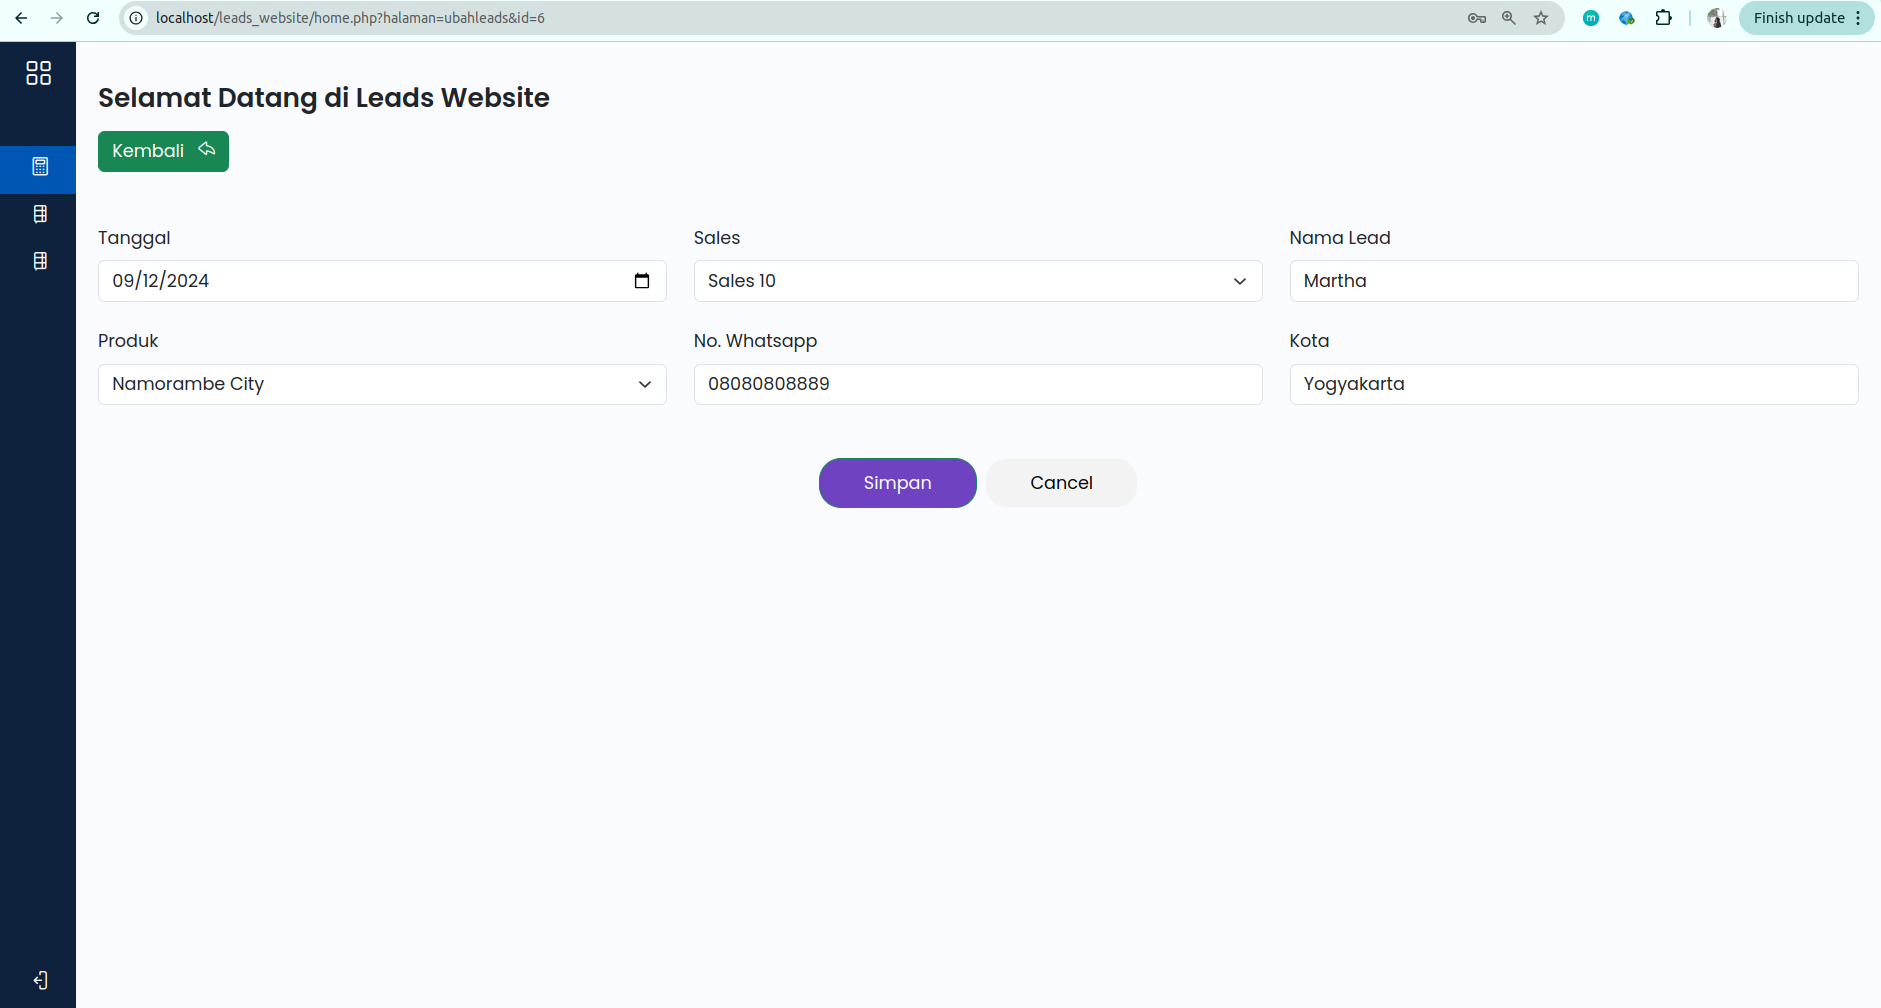 localhost/leads_website/home.php?halaman=ubahleads&id=6
m
Finish update
Selamat Datang di Leads Website
Kembali
Tanggal
Sales
Nama Lead
09/12/2024
Sales 10
Martha
Produk
No. Whatsapp
Kota
Namorambe City
08080808889
Yogyakarta
Simpan
Cancel